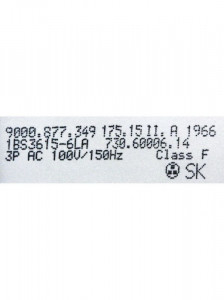 9000.877.349 175.15 II. A 1966
1BS3615-6LA 730.60006.14
3P AC 100V/150Hz Class F
SK